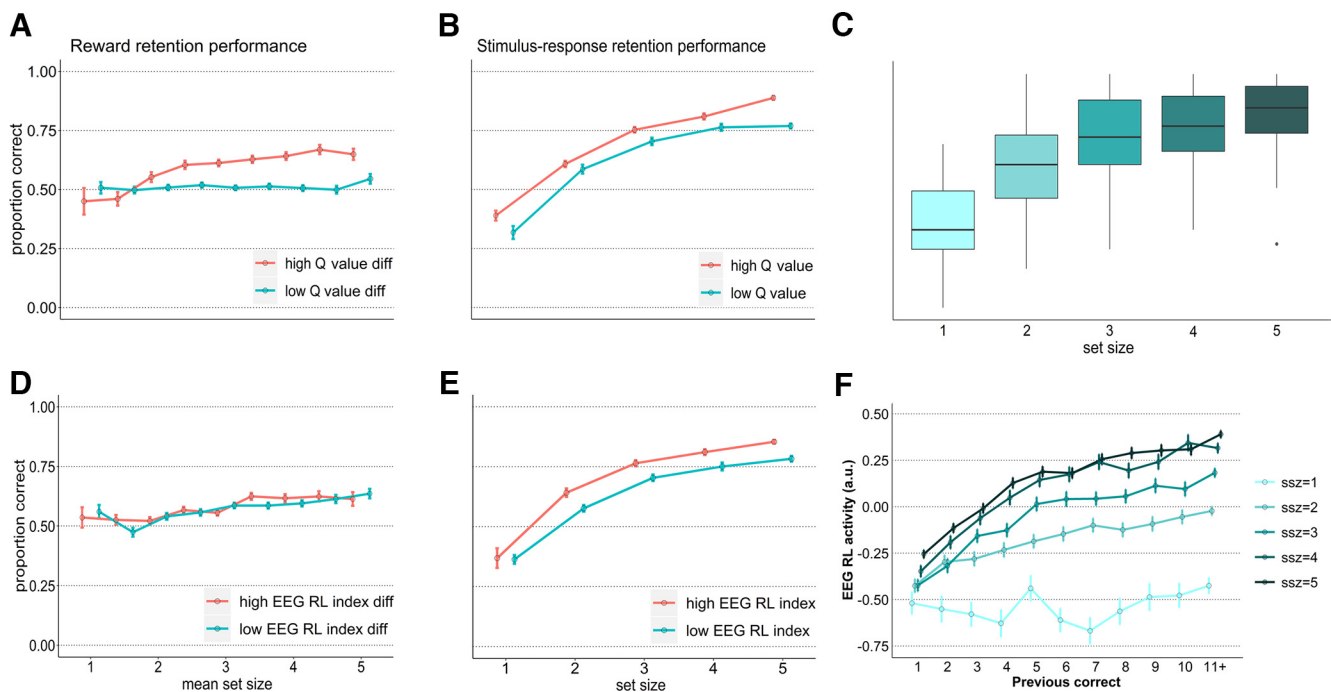 A
Reward retention performance
proportion correct
1.00
0.75
0.50
0.25
0.00
high Q value diff
low Q value diff
B
Stimulus-response retention performance
high Q value
low Q value
C
1 2 3 4 5
set size
D
proportion correct
1.00
0.75
0.50
0.25
0.00
high EEG RL index diff
low EEG RL index diff
1 2 3 4 5
mean set size
E
high EEG RL index
low EEG RL index
1 2 3 4 5
set size
F
EEG RL activity (a.u.)
0.50
0.25
0.00
-0.25
-0.50
-0.75
1 2 3 4 5 6 7 8 9 10 11+
Previous correct
ssz=1
ssz=2
ssz=3
ssz=4
ssz=5